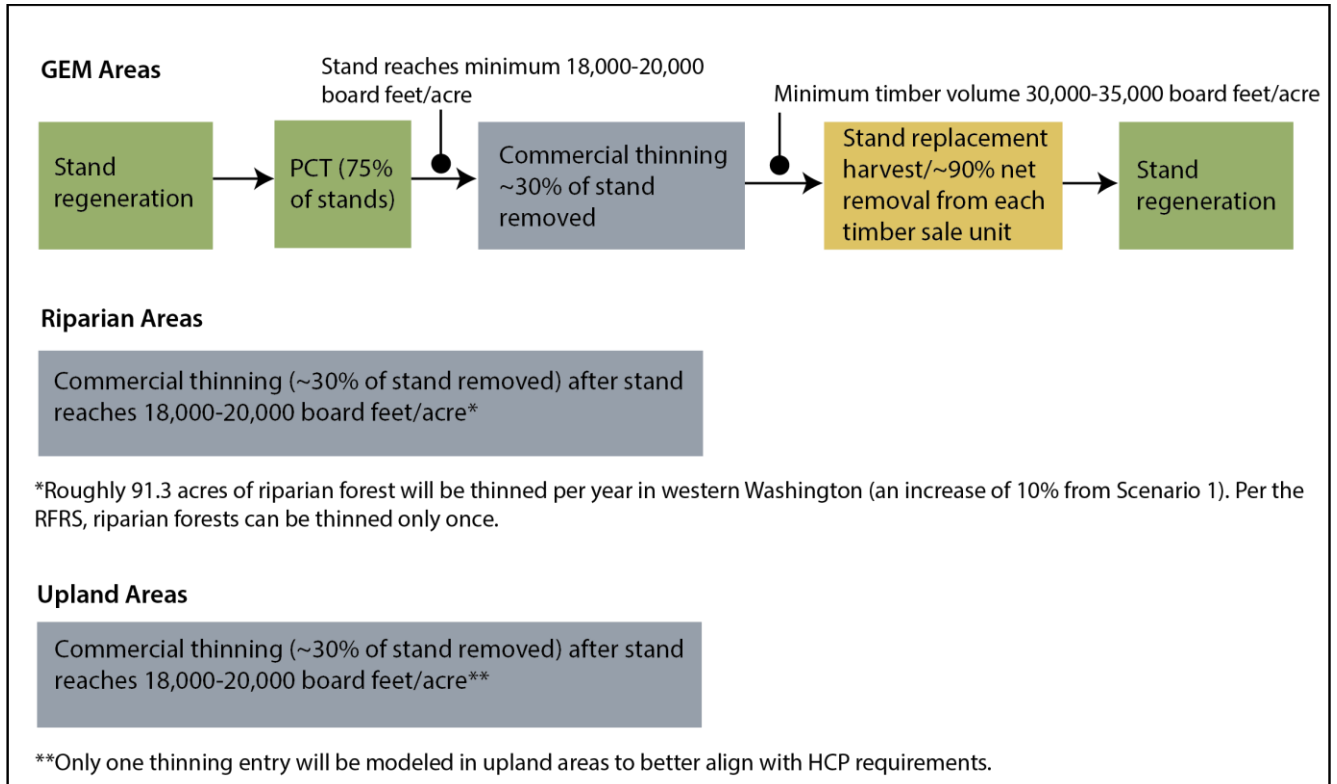 GEM Areas
Stand reaches minimum 18,000-20,000
board feet/acre
Minimum timber volume 30,000-35,000 board feet/acre
Stand
regeneration
PCT (75%
of stands)
Commercial thinning
~30% of stand
removed
Stand replacement
harvest/~90% net
removal from each
timber sale unit
Stand
regeneration
Riparian Areas
Commercial thinning (~30% of stand removed) after stand
reaches 18,000-20,000 board feet/acre*
*Roughly 91.3 acres of riparian forest will be thinned per year in western Washington (an increase of 10% from Scenario 1). Per the
RFRS, riparian forests can be thinned only once.
Upland Areas
Commercial thinning (~30% of stand removed) after stand
reaches 18,000-20,000 board feet/acre**
**Only one thinning entry will be modeled in upland areas to better align with HCP requirements.